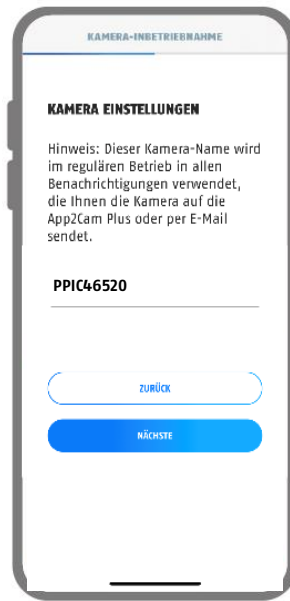 KAMERA-INBETRIEBNAHME
KAMERA EINSTELLUNGEN
Hinweis: Dieser Kamera-Name wird
im regulären Betrieb in allen
Benachrichtigungen verwendet,
die Ihnen die Kamera auf die
App2Cam Plus oder per E-Mail
sendet.
PPIC46520
ZURÜCK
NÄCHSTE